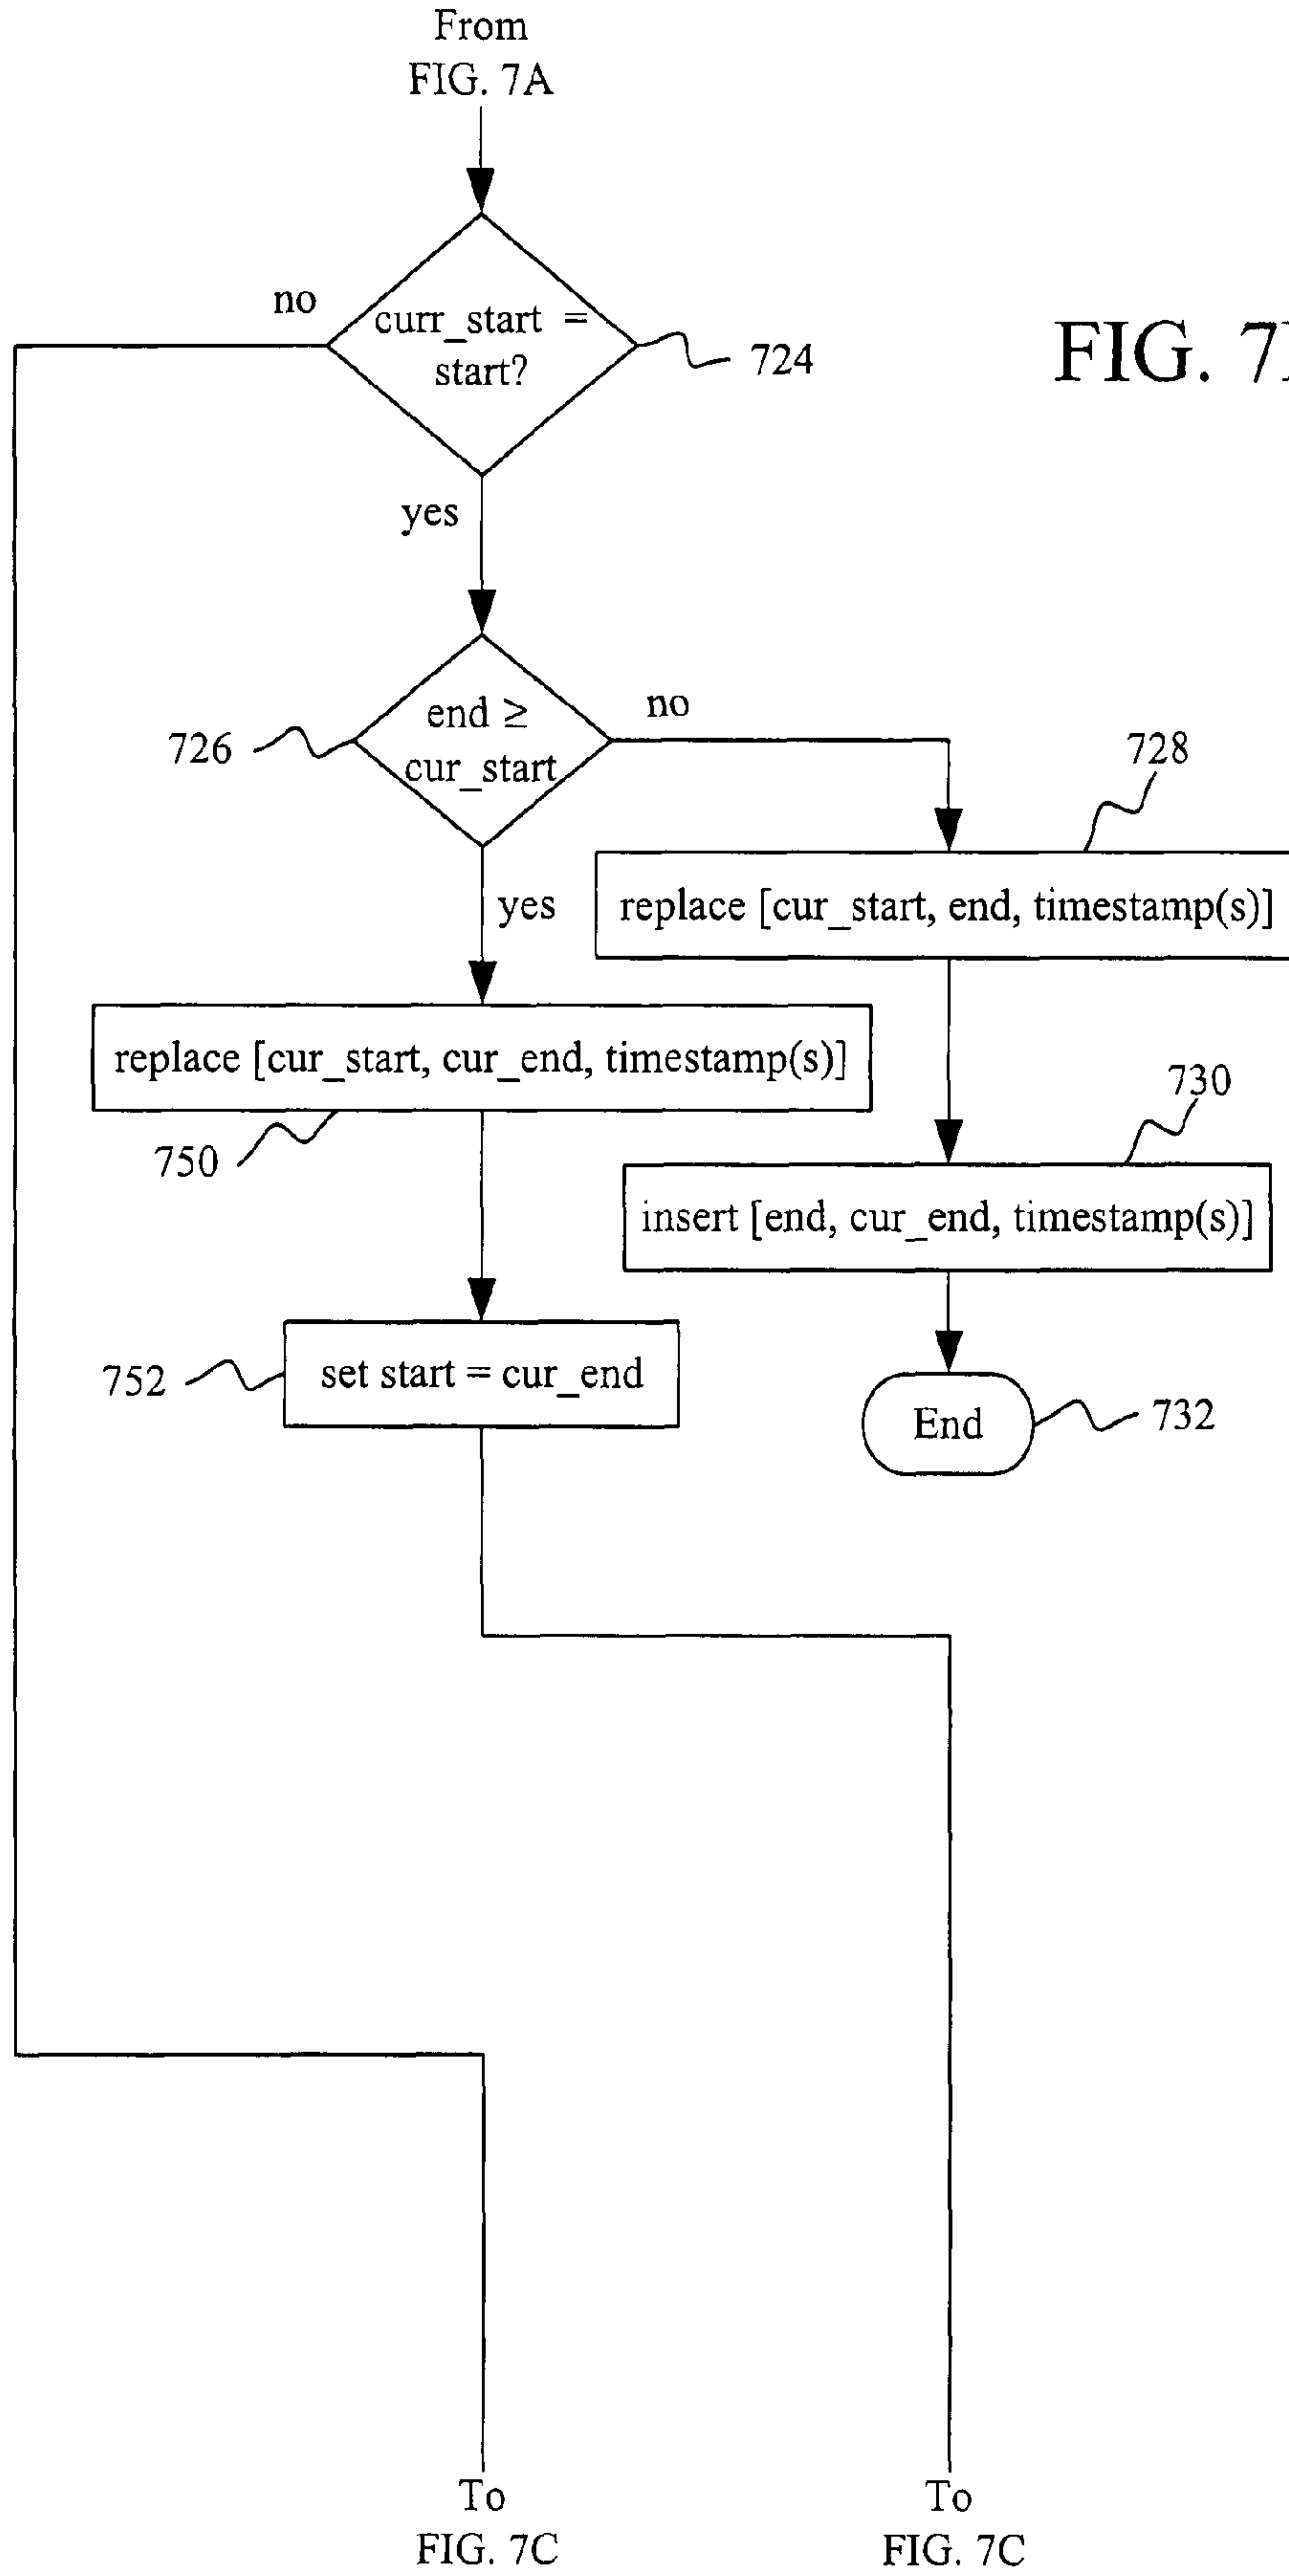 From
FIG. 7A
no
curr_start =
start?
724
FIG. 7
yes
726
end ≥
cur_start
no
728
yes
replace [cur_start, end, timestamp(s)]
replace [cur_start, cur_end, timestamp(s)]
750
730
insert [end, cur_end, timestamp(s)]
752
set start = cur_end
End
732
To
FIG. 7C
To
FIG. 7C